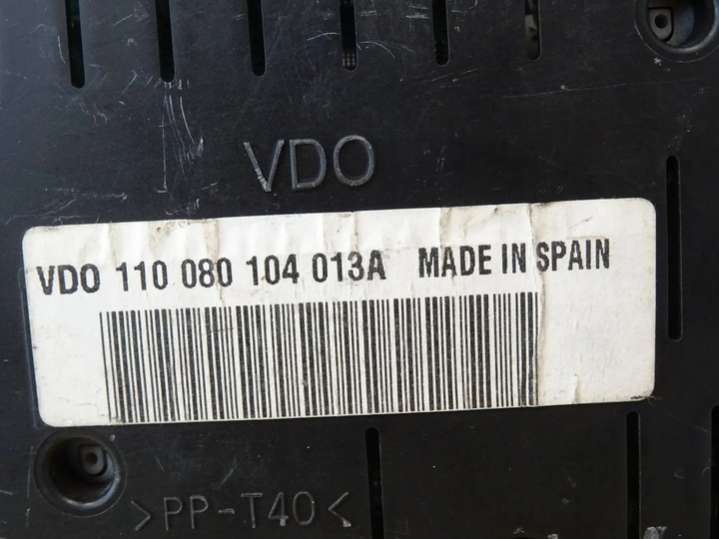 VDO
VDO 110 080 104 013A MADE IN SPAIN
>PP-T40<